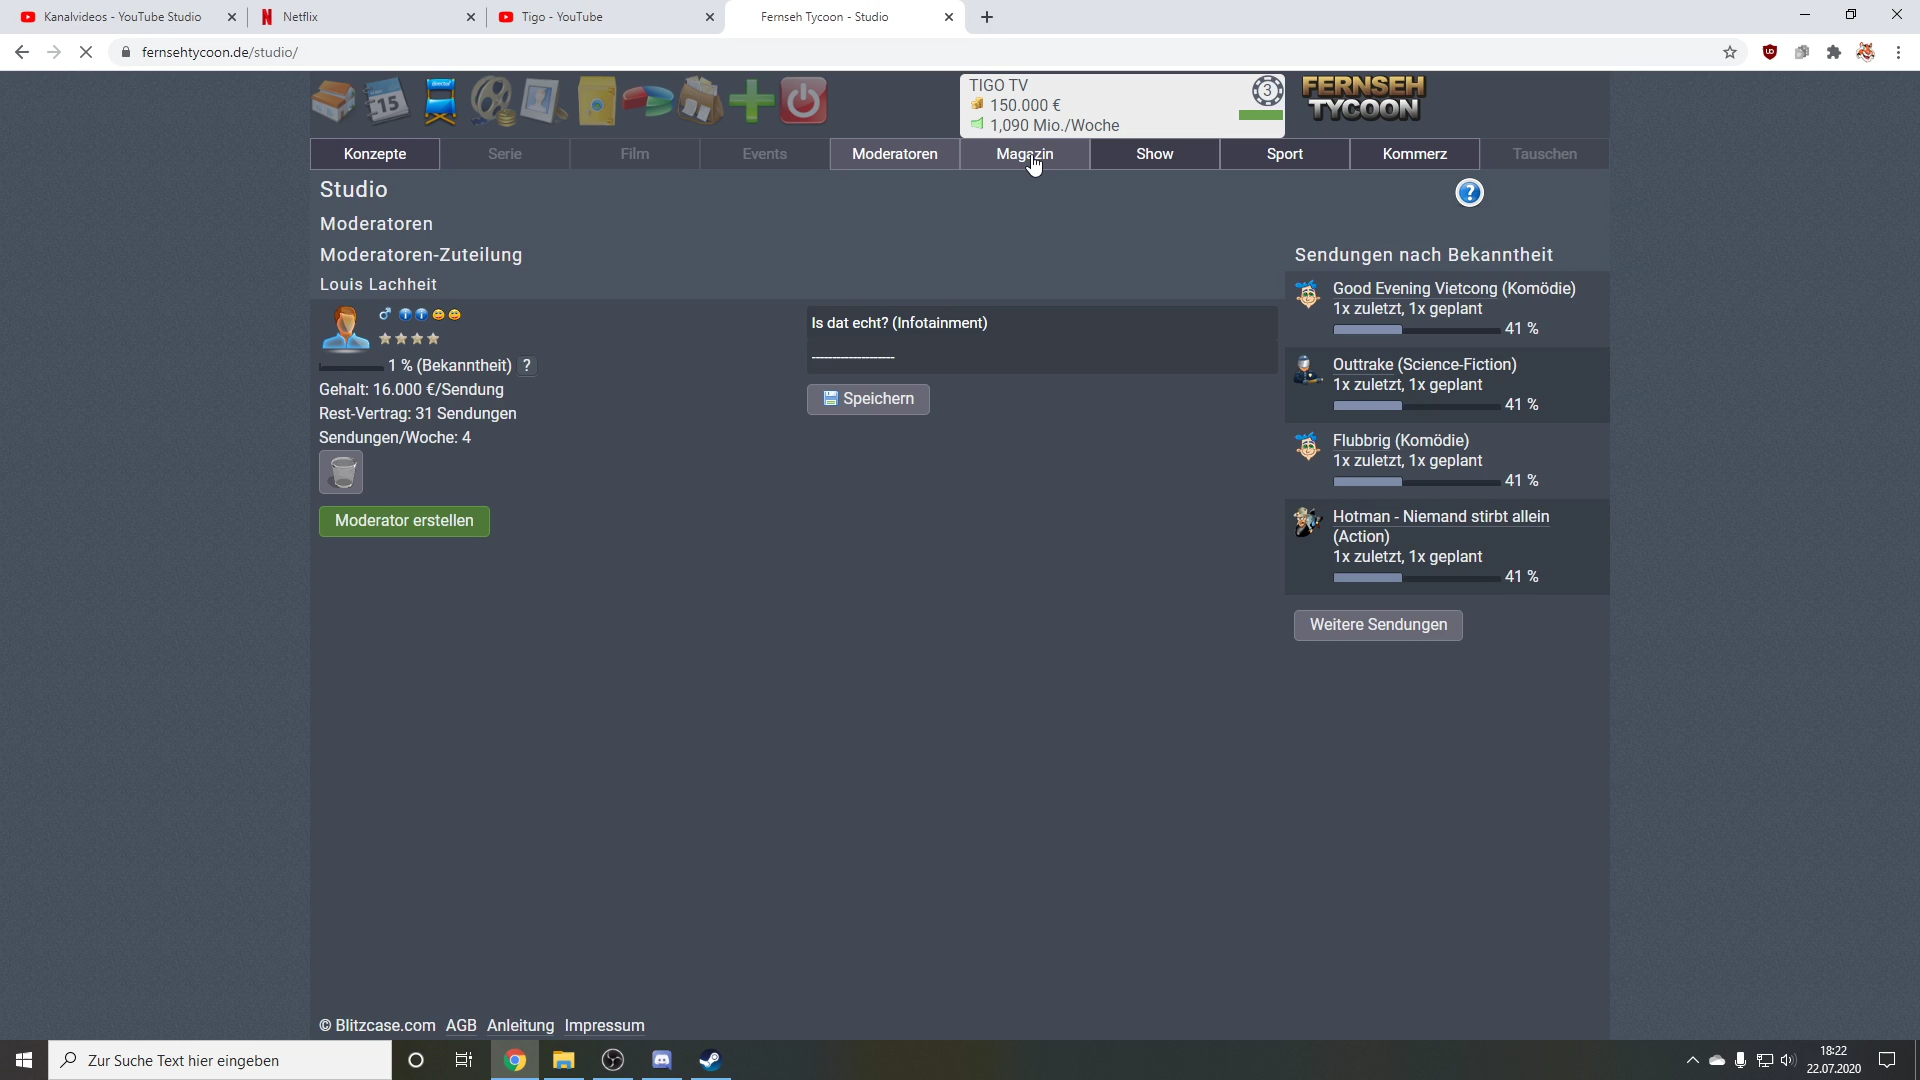 Kanalvideos - YouTube Studio
Netflix
Tigo - YouTube
Fernseh Tycoon - Studio
fernsehtycoon.de/studio/
director
15
TIGO TV
150.000 €
1,090 Mio./Woche
3
FERNSEH
TYCOON
Konzepte Serie Film Events Moderatoren Magazin Show Sport Kommerz Tauschen
Studio
?
Moderatoren
Moderatoren-Zuteilung
Louis Lachheit
1 % (Bekanntheit) ?
Gehalt: 16.000 €/Sendung
Rest-Vertrag: 31 Sendungen
Sendungen/Woche: 4
Moderator erstellen
Is dat echt? (Infotainment)
--------------------
Speichern
Sendungen nach Bekanntheit
Good Evening Vietcong (Komödie)
1x zuletzt, 1x geplant
41 %
Outtrake (Science-Fiction)
1x zuletzt, 1x geplant
41 %
Flubbrig (Komödie)
1x zuletzt, 1x geplant
41 %
Hotman - Niemand stirbt allein
(Action)
1x zuletzt, 1x geplant
41 %
Weitere Sendungen
© Blitzcase.com AGB Anleitung Impressum
Zur Suche Text hier eingeben
18:22
22.07.2020